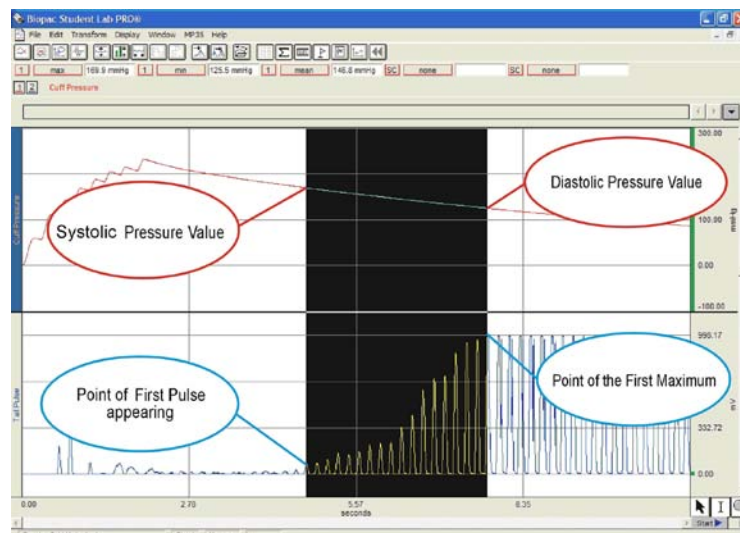 Biopac Student Lab PRO®
File Edit Transform Display Window MP35 Help
1 max 169.9 mmHg 1 min 125.5 mmHg 1 mean 146.8 mmHg SC none SC none
1 2 Cuff Pressure
Cuff Pressure
300.00
Systolic Pressure Value
Diastolic Pressure Value
100.00
mmHg
0.00
-100.00
Tail Pulse
998.17
Point of First Pulse
appearing
Point of the First Maximum
mV
332.72
0.00
0.00 2.78 5.57 8.35
seconds
Start